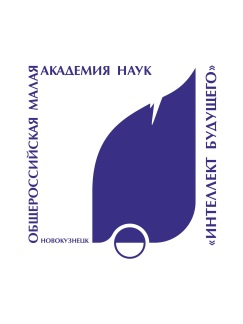 ОБЩЕРОССИЙСКАЯ МАЛАЯ
АКАДЕМИЯ НАУК
«ИНТЕЛЛЕКТ БУДУЩЕГО»
НОВОКУЗНЕЦК